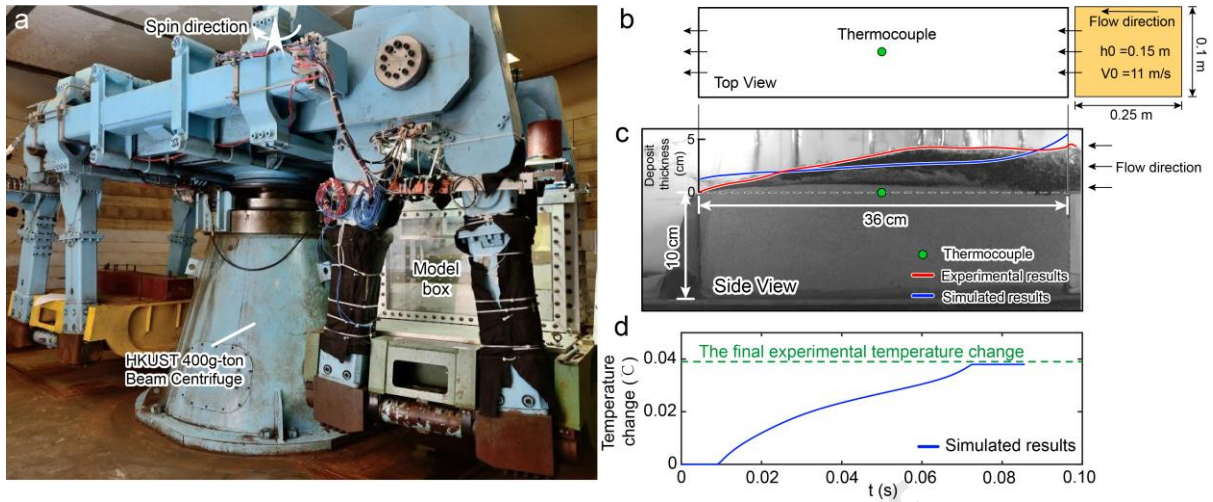 a
Spin direction
Model
box
HKUST 400g-ton
Beam Centrifuge
b
Thermocouple
Top View
Flow direction
h0 =0.15 m
V0 =11 m/s
0.1 m
0.25 m
c
Deposit
thickness
(cm)
5
0
Flow direction
36 cm
10 cm
Side View
Thermocouple
Experimental results
Simulated results
d
Temperature
change (℃)
0.04
0.02
0
The final experimental temperature change
Simulated results
0 0.02 0.04 0.06 0.08 0.10
t (s)